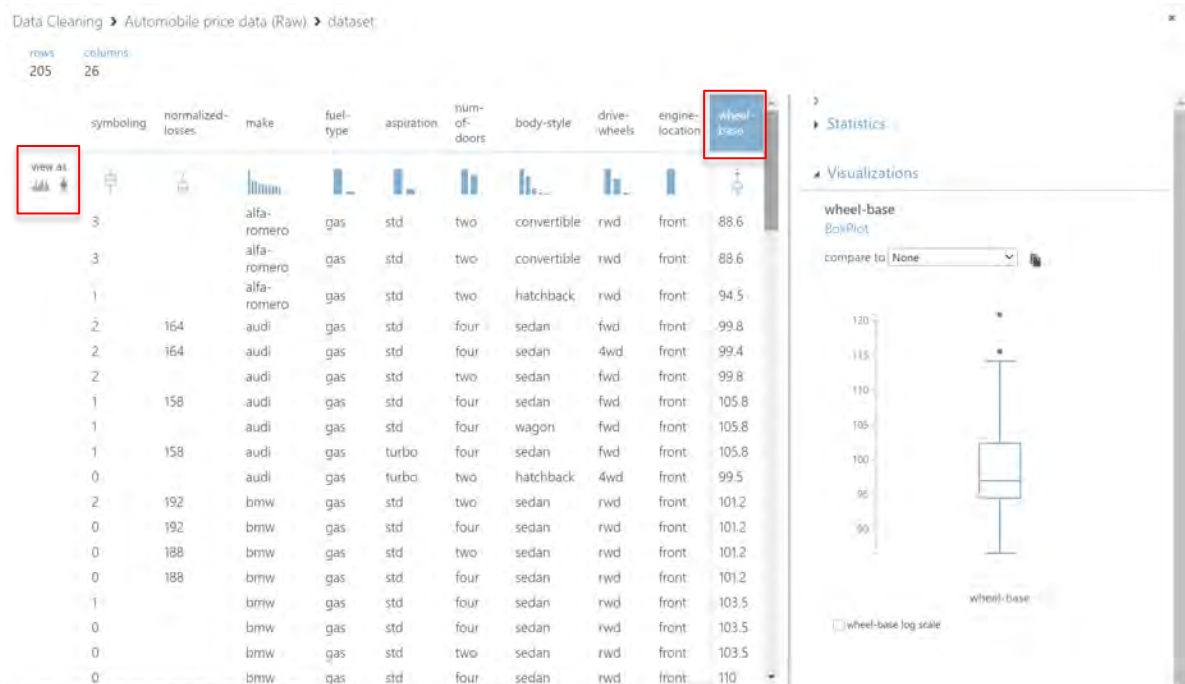 Data Cleaning > Automobile price data (Raw) > dataset
rows columns
205 26
symboling normalized-losses make fuel-type aspiration num-of-doors body-style drive-wheels engine-location wheel-base
view as
3 alfa-romero gas std two convertible rwd front 88.6
3 alfa-romero gas std two convertible rwd front 88.6
1 alfa-romero gas std two hatchback rwd front 94.5
2 164 audi gas std four sedan fwd front 99.8
2 164 audi gas std four sedan 4wd front 99.4
2 audi gas std two sedan fwd front 99.8
1 158 audi gas std four sedan fwd front 105.8
1 audi gas std four wagon fwd front 105.8
1 158 audi gas turbo four sedan fwd front 105.8
0 audi gas turbo two hatchback 4wd front 99.5
2 192 bmw gas std two sedan rwd front 101.2
0 192 bmw gas std four sedan rwd front 101.2
0 188 bmw gas std two sedan rwd front 101.2
0 188 bmw gas std four sedan rwd front 101.2
1 bmw gas std four sedan rwd front 103.5
0 bmw gas std four sedan rwd front 103.5
0 bmw gas std two sedan rwd front 103.5
0 bmw gas std four sedan rwd front 110
Statistics
Visualizations
wheel-base
BoxPlot
compare to None
120
115
110
105
100
95
90
wheel-base
wheel-base log scale